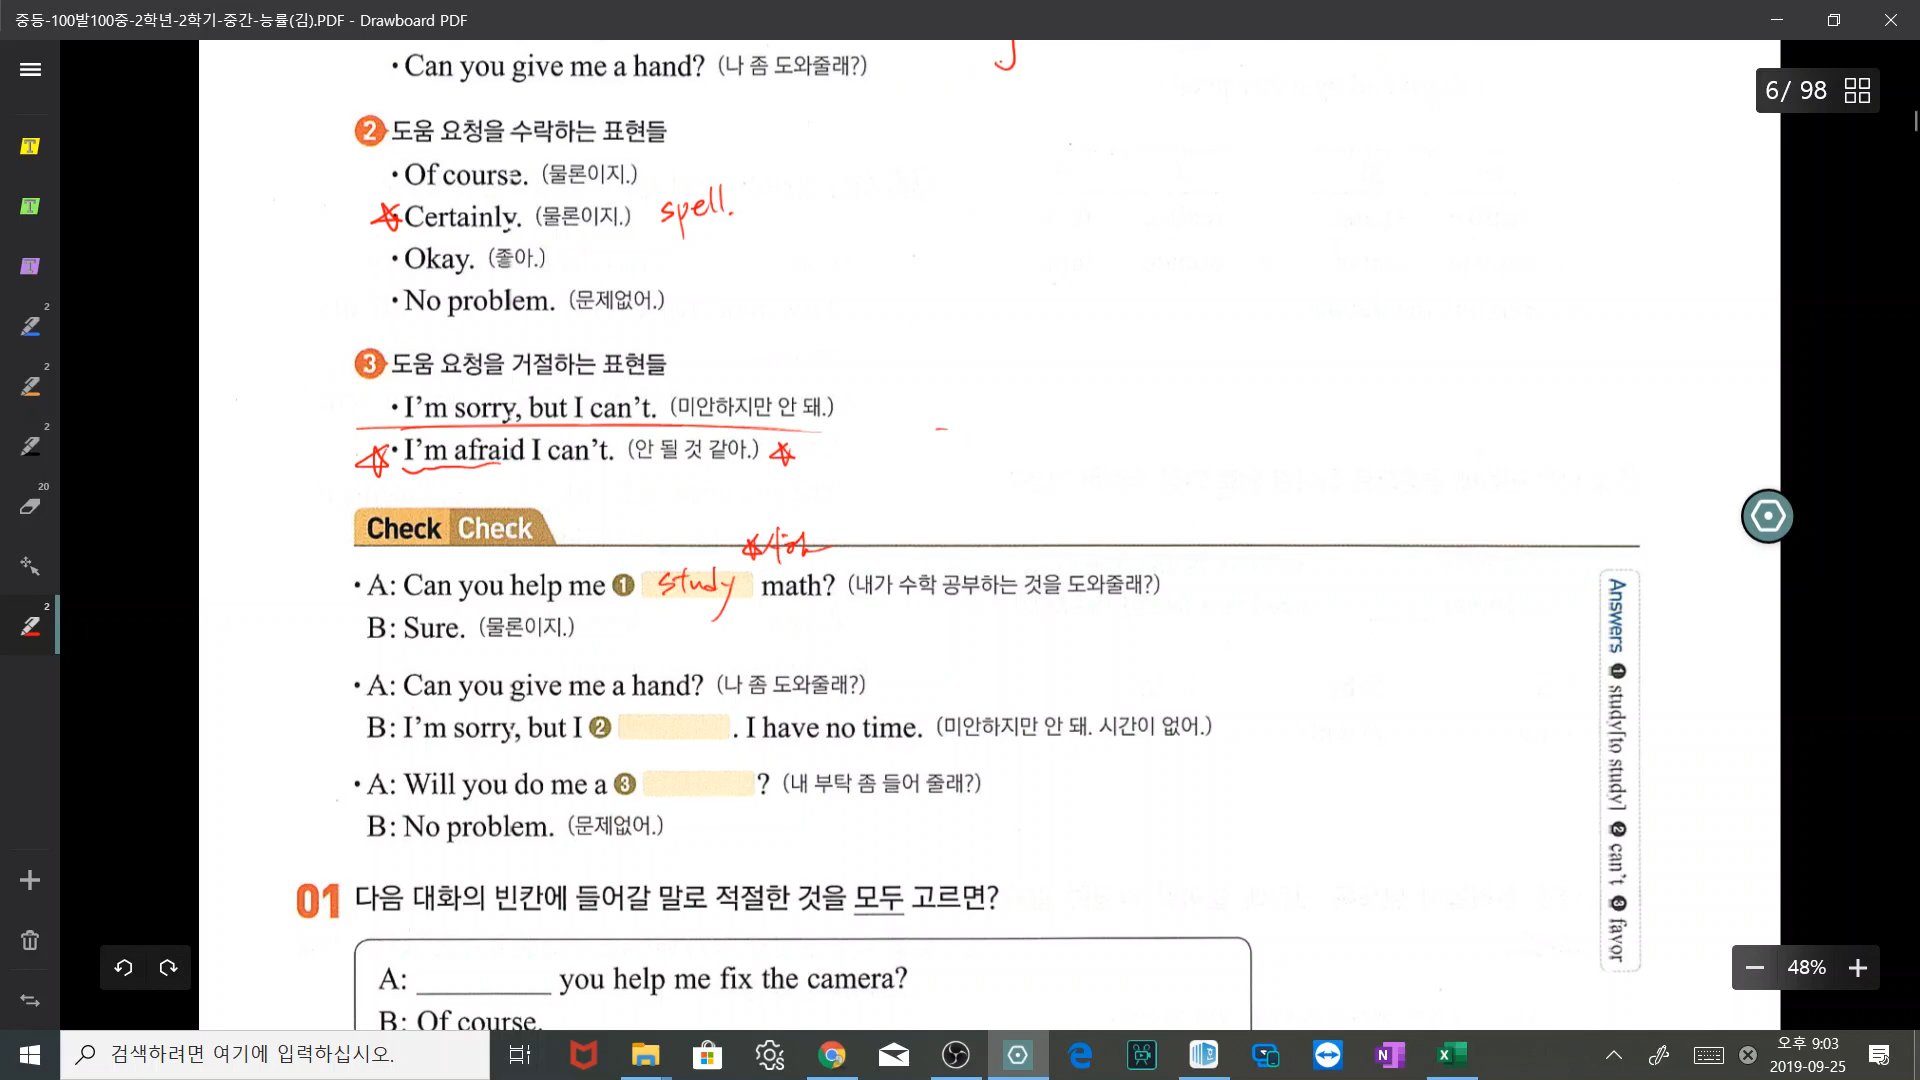 중등-100발100중-2학년-2학기-중간-능률(김).PDF - Drawboard PDF
6/ 98
• Can you give me a hand? (나 좀 도와줄래?)
2 도움 요청을 수락하는 표현들
• Of course. (물론이지.)
• Certainly. (물론이지.) spell.
• Okay. (좋아.)
• No problem. (문제없어.)
3 도움 요청을 거절하는 표현들
• I'm sorry, but I can't. (미안하지만 안 돼.)
• I'm afraid I can't. (안 될 것 같아.)
Check Check
• A: Can you help me 1 study math? (내가 수학 공부하는 것을 도와줄래?)
B: Sure. (물론이지.)
• A: Can you give me a hand? (나 좀 도와줄래?)
B: I'm sorry, but I 2 . I have no time. (미안하지만 안 돼. 시간이 없어.)
• A: Will you do me a 3 ? (내 부탁 좀 들어 줄래?)
B: No problem. (문제없어.)
Answers 1 study[to study] 2 can't 3 favor
01 다음 대화의 빈칸에 들어갈 말로 적절한 것을 모두 고르면?
A: __________ you help me fix the camera?
B: Of course.
2
2
2
20
2
48%
검색하려면 여기에 입력하십시오.
오후 9:03
2019-09-25